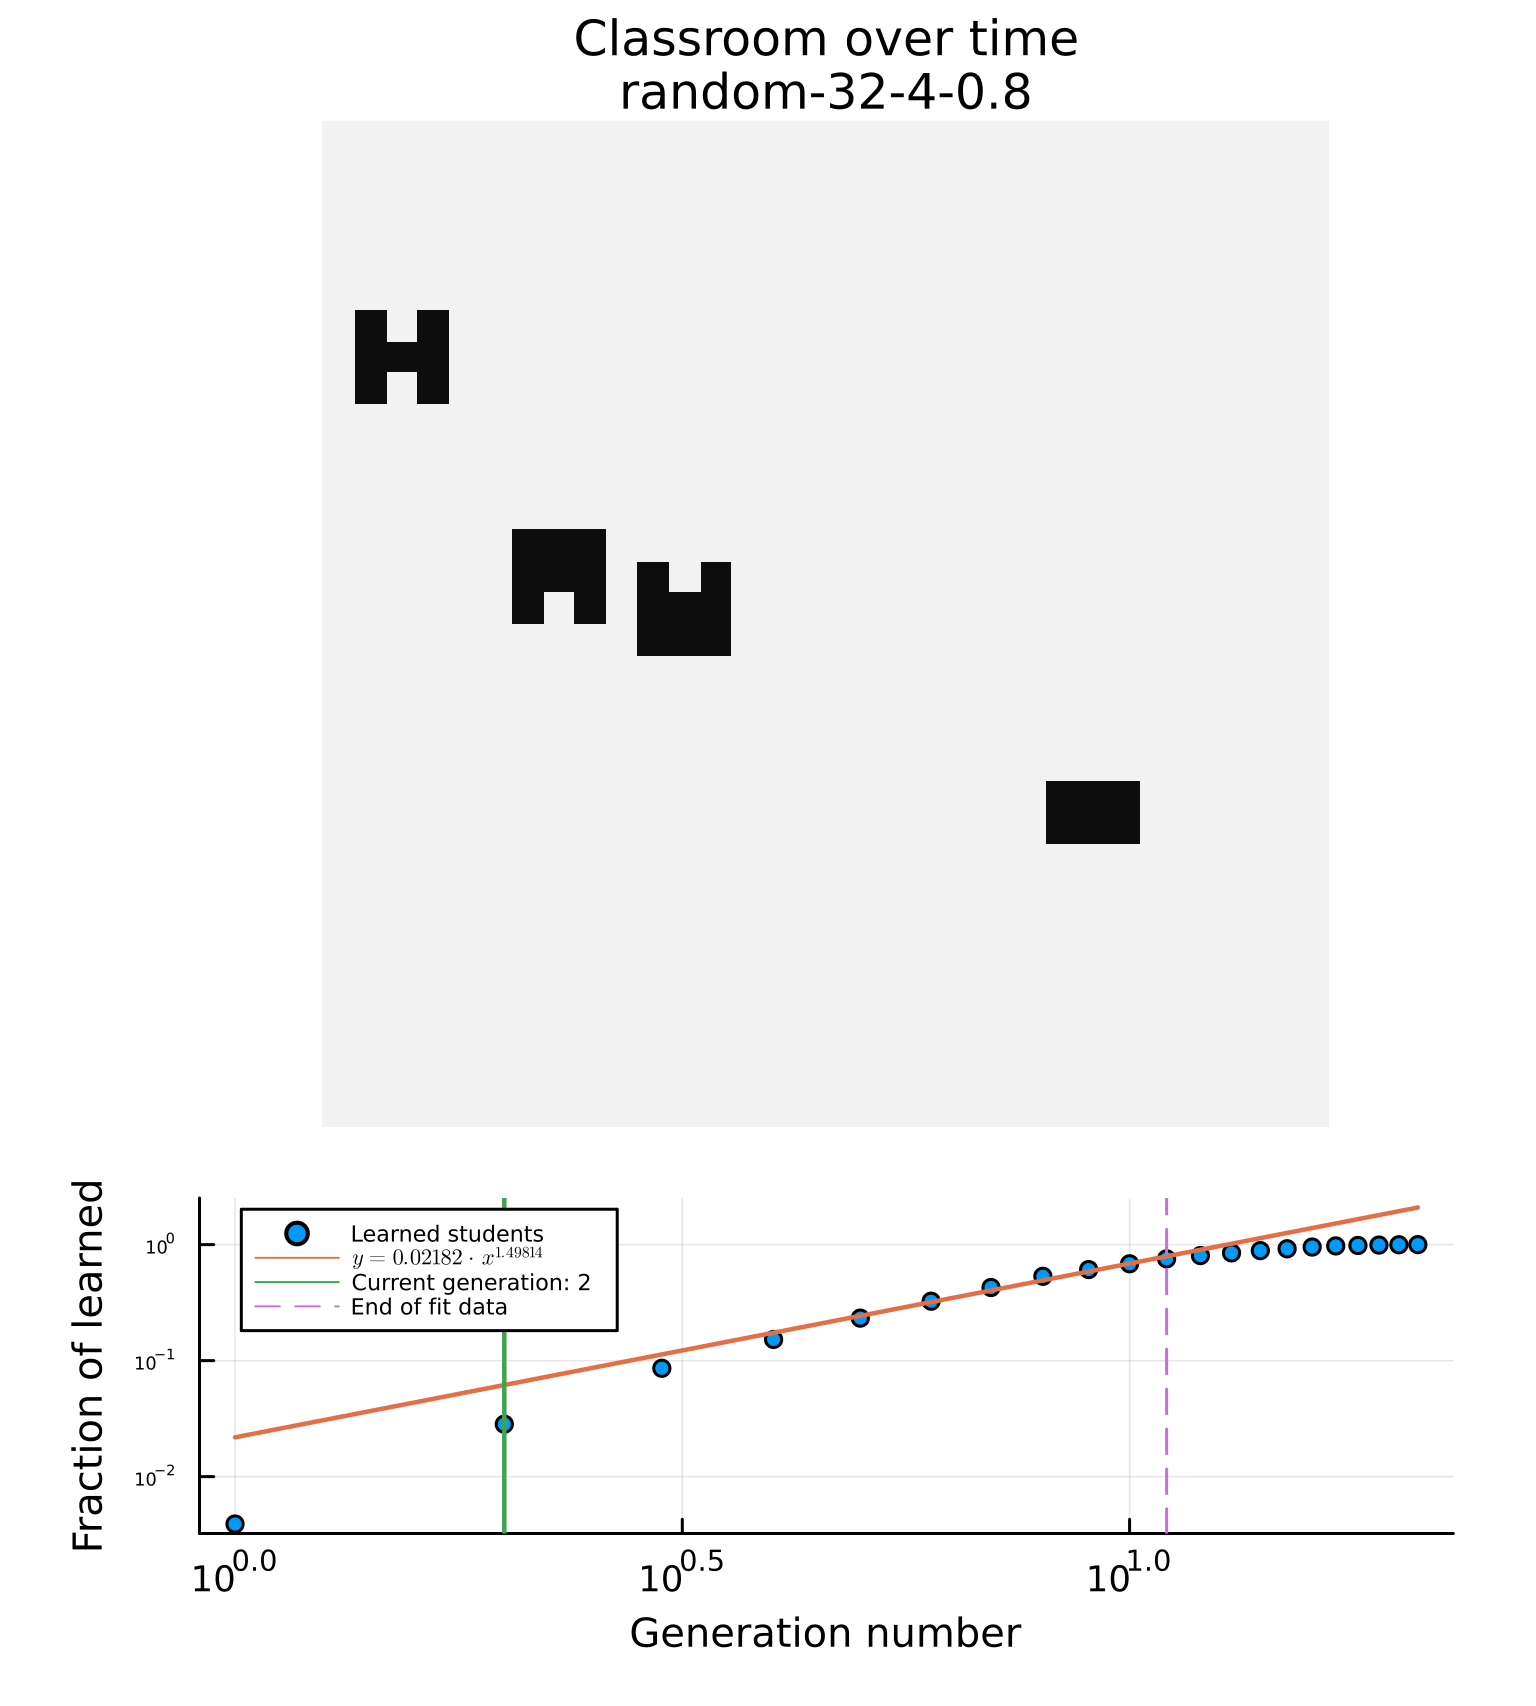 Classroom over time
random-32-4-0.8
Fraction of learned
Learned students
y = 0.02182 · x^1.49814
Current generation: 2
End of fit data
10^0
10^−1
10^−2
10^0.0
10^0.5
10^1.0
Generation number